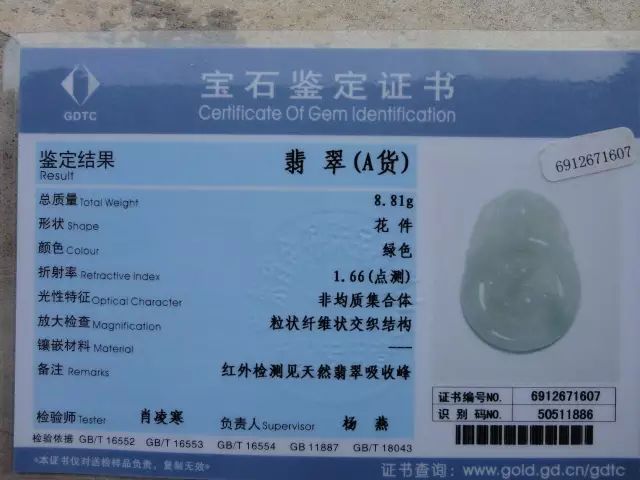 GDTC
宝石鉴定证书
Certificate Of Gem Identification
6912671607
鉴定结果 翡翠(A货)
Result
总质量 Total Weight 8.81g
形状 Shape 花件
颜色 Colour 绿色
折射率 Refractive Index 1.66(点测)
光性特征 Optical Character 非均质集合体
放大检查 Magnification 粒状纤维状交织结构
镶嵌材料 Material ——
备注 Remarks 红外检测见天然翡翠吸收峰
检验师 Tester 肖凌寒 负责人 Supervisor 杨燕
检验依据 GB/T 16552 GB/T 16553 GB/T 16554 GB 11887 GB/T 18043
证书编号NO. 6912671607
识别码NO. 50511886
*本证书仅对送检样品负责,复制无效*
证书查询: www.gold.gd.cn/gdtc